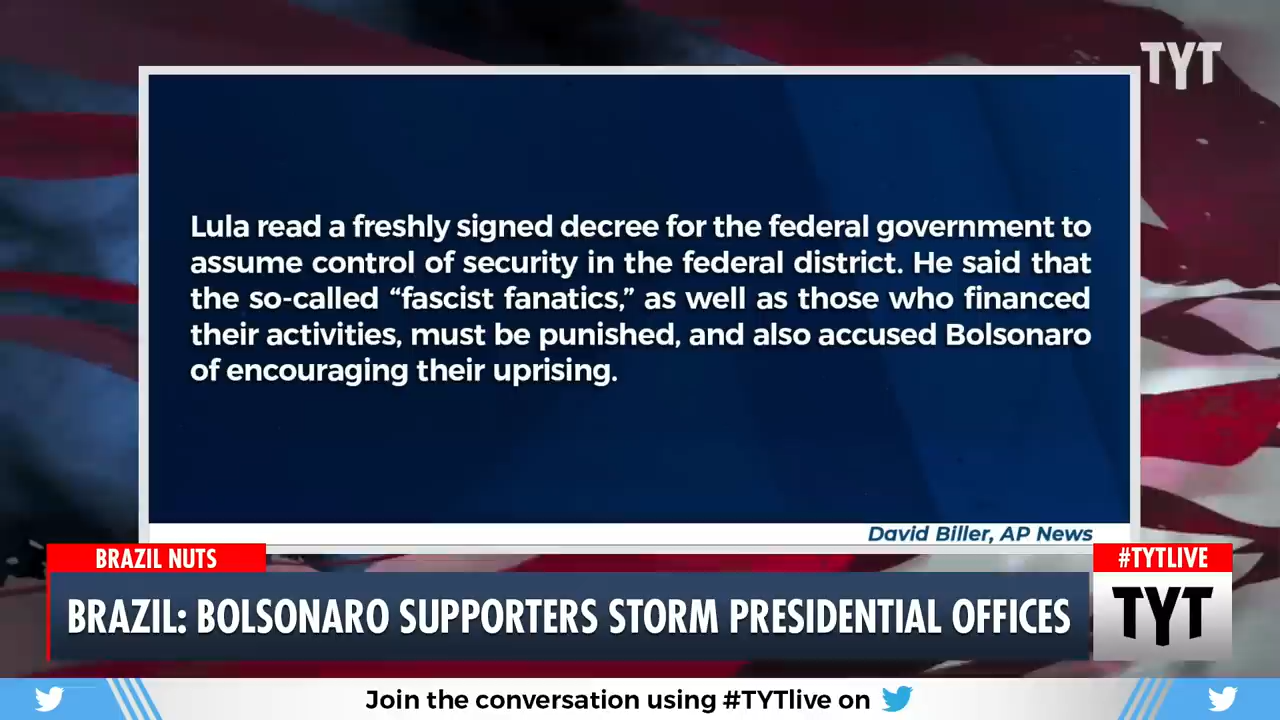 TYT
Lula read a freshly signed decree for the federal government to
assume control of security in the federal district. He said that
the so-called “fascist fanatics,” as well as those who financed
their activities, must be punished, and also accused Bolsonaro
of encouraging their uprising.
David Biller, AP News
BRAZIL NUTS
#TYTLIVE
BRAZIL: BOLSONARO SUPPORTERS STORM PRESIDENTIAL OFFICES
TYT
Join the conversation using #TYTlive on